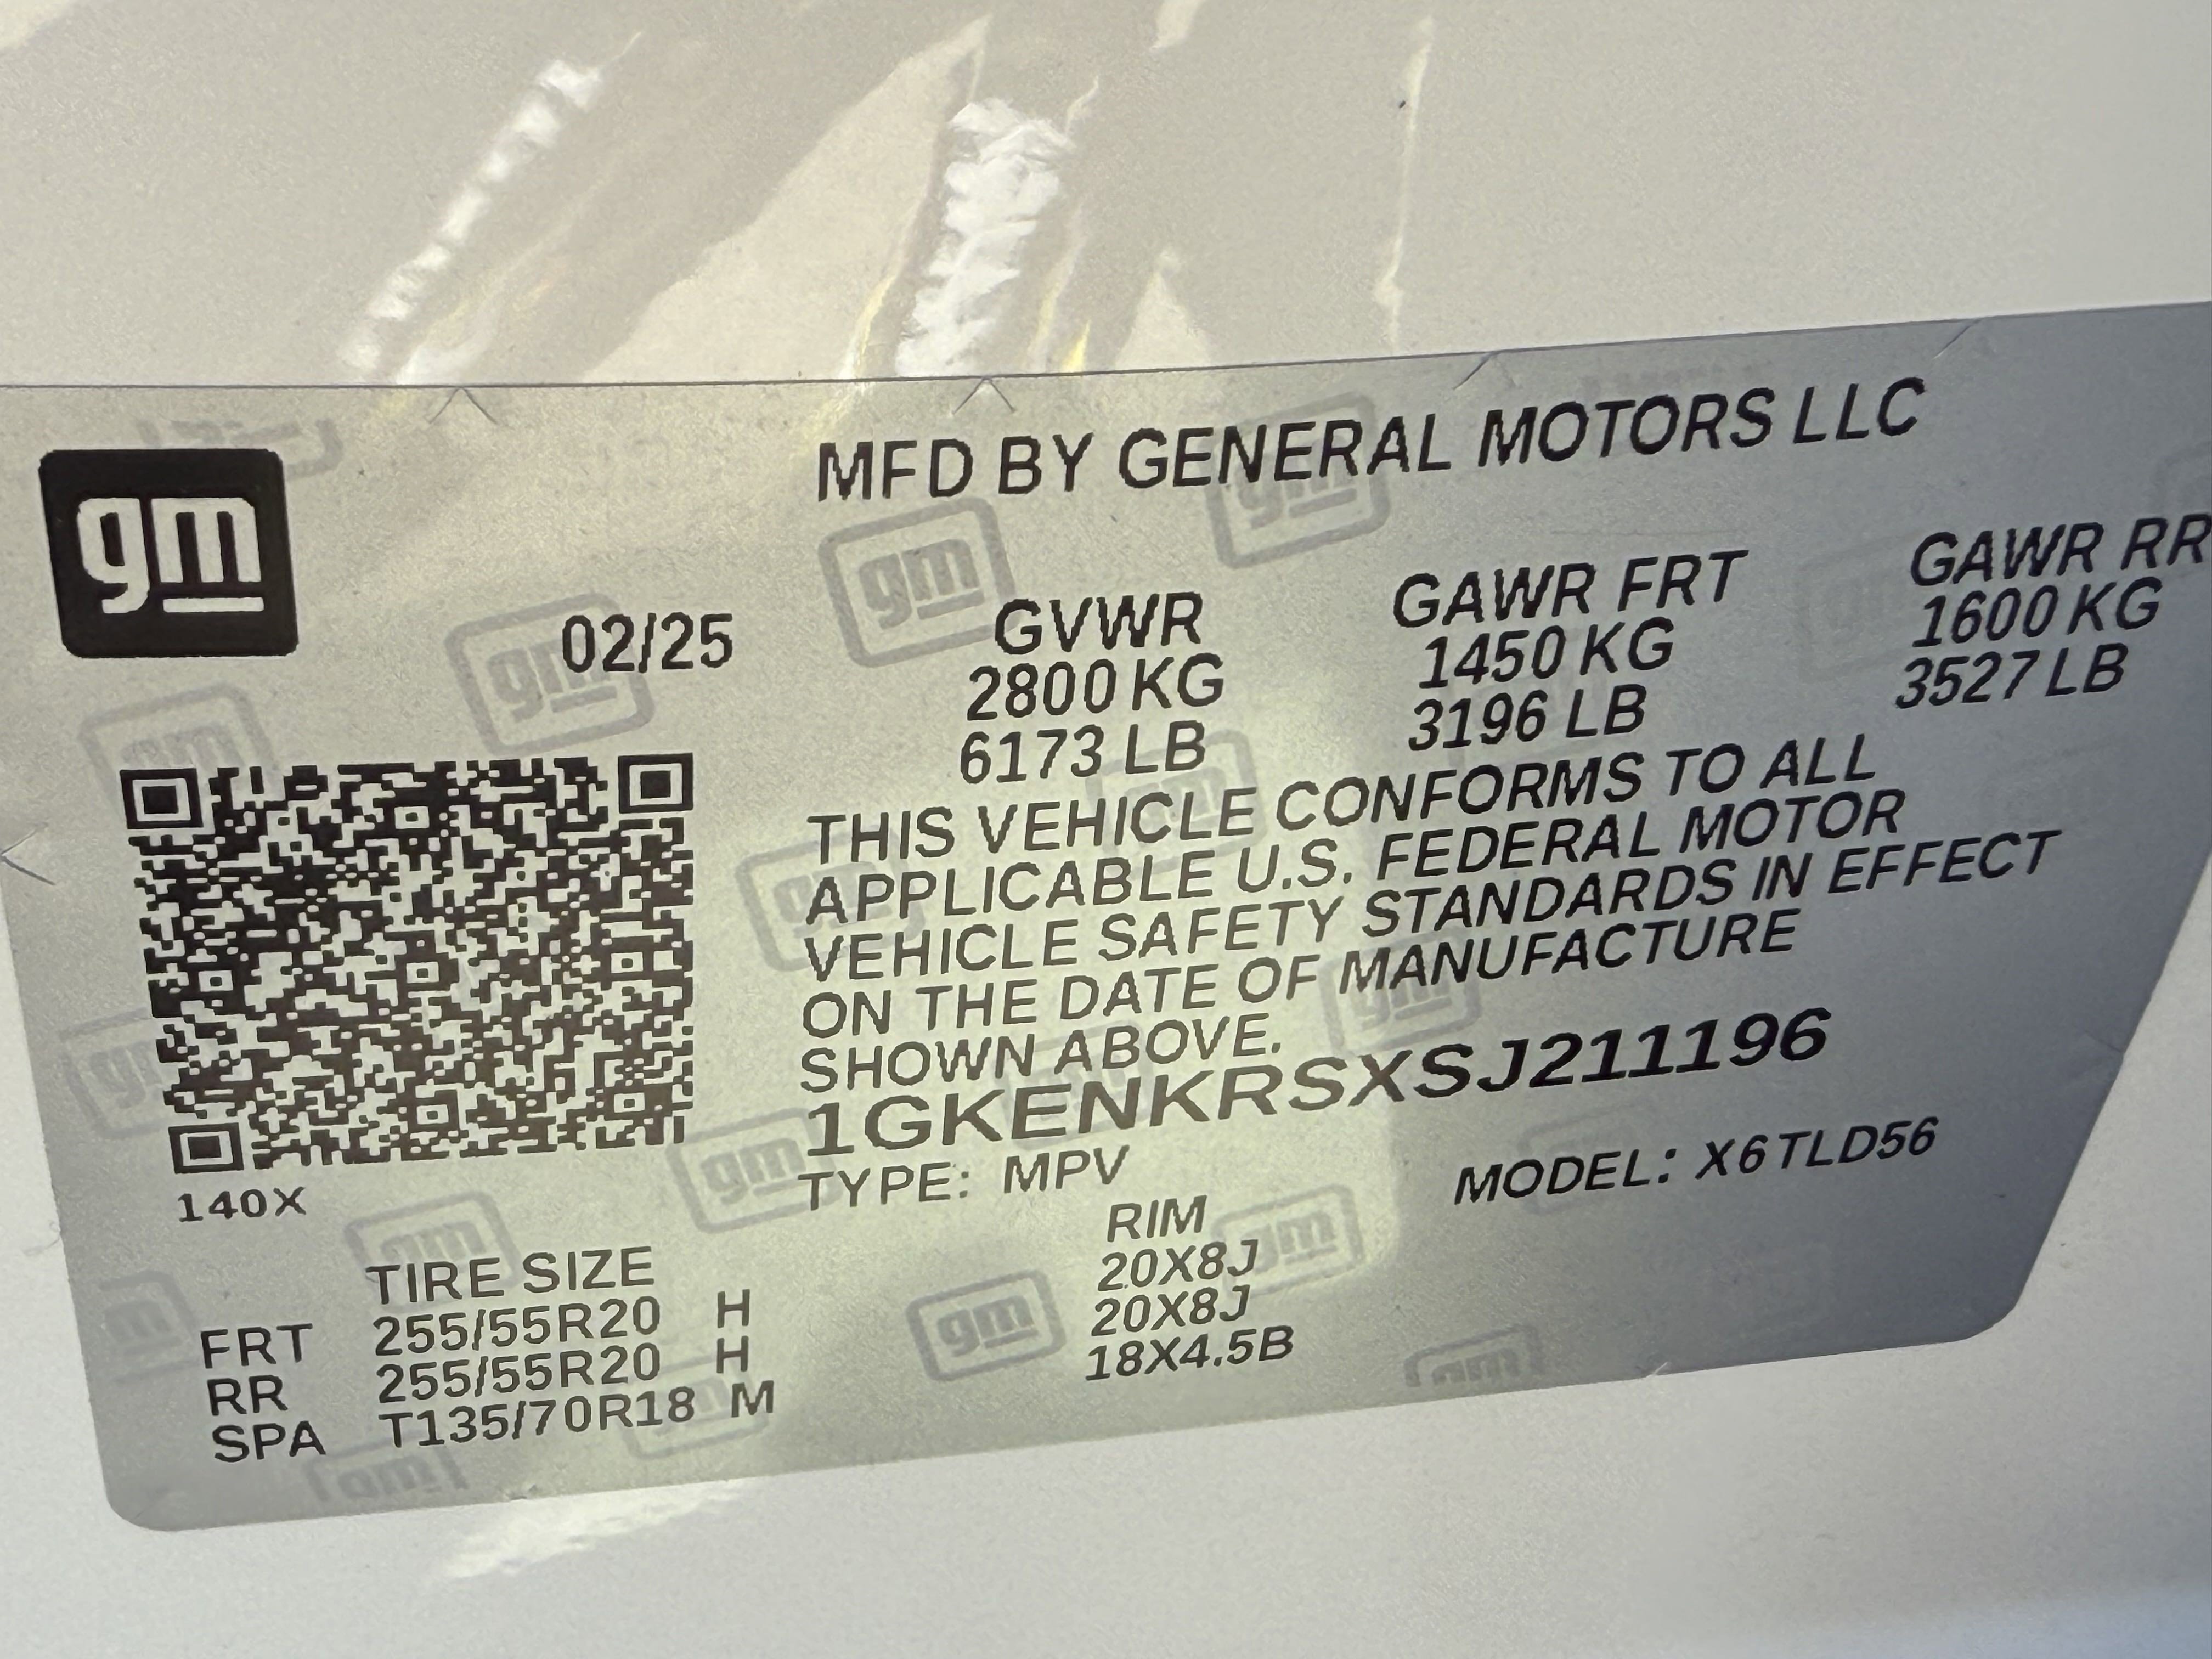 gm
MFD BY GENERAL MOTORS LLC
02/25
GVWR GAWR FRT GAWR RR
2800 KG 1450 KG 1600 KG
6173 LB 3196 LB 3527 LB
THIS VEHICLE CONFORMS TO ALL
APPLICABLE U.S. FEDERAL MOTOR
VEHICLE SAFETY STANDARDS IN EFFECT
ON THE DATE OF MANUFACTURE
SHOWN ABOVE.
1GKENKRSXSJ211196
TYPE: MPV MODEL: X6TLD56
140X
TIRE SIZE RIM
FRT 255/55R20 H 20X8J
RR 255/55R20 H 20X8J
SPA T135/70R18 M 18X4.5B